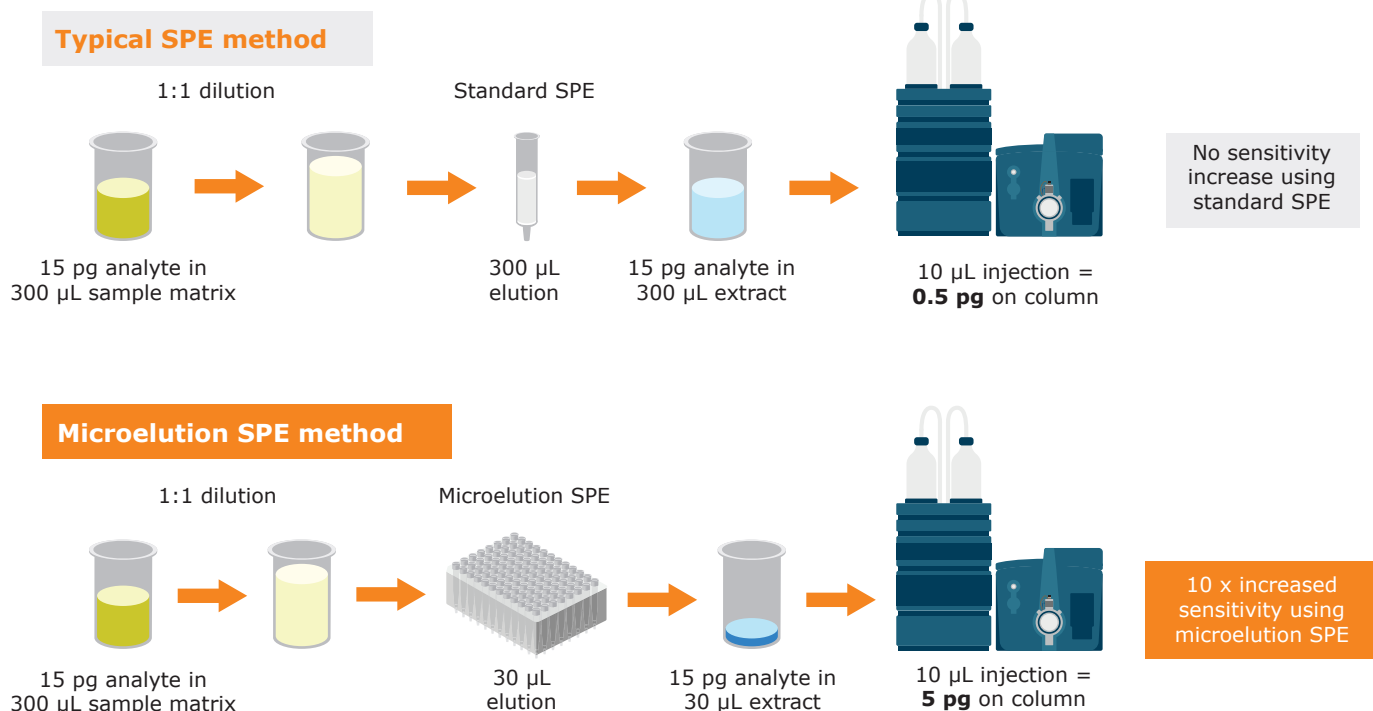 Typical SPE method
1:1 dilution
Standard SPE
15 pg analyte in
300 µL sample matrix
300 µL
elution
15 pg analyte in
300 µL extract
10 µL injection =
0.5 pg on column
No sensitivity
increase using
standard SPE
Microelution SPE method
1:1 dilution
Microelution SPE
15 pg analyte in
300 µL sample matrix
30 µL
elution
15 pg analyte in
30 µL extract
10 µL injection =
5 pg on column
10 x increased
sensitivity using
microelution SPE